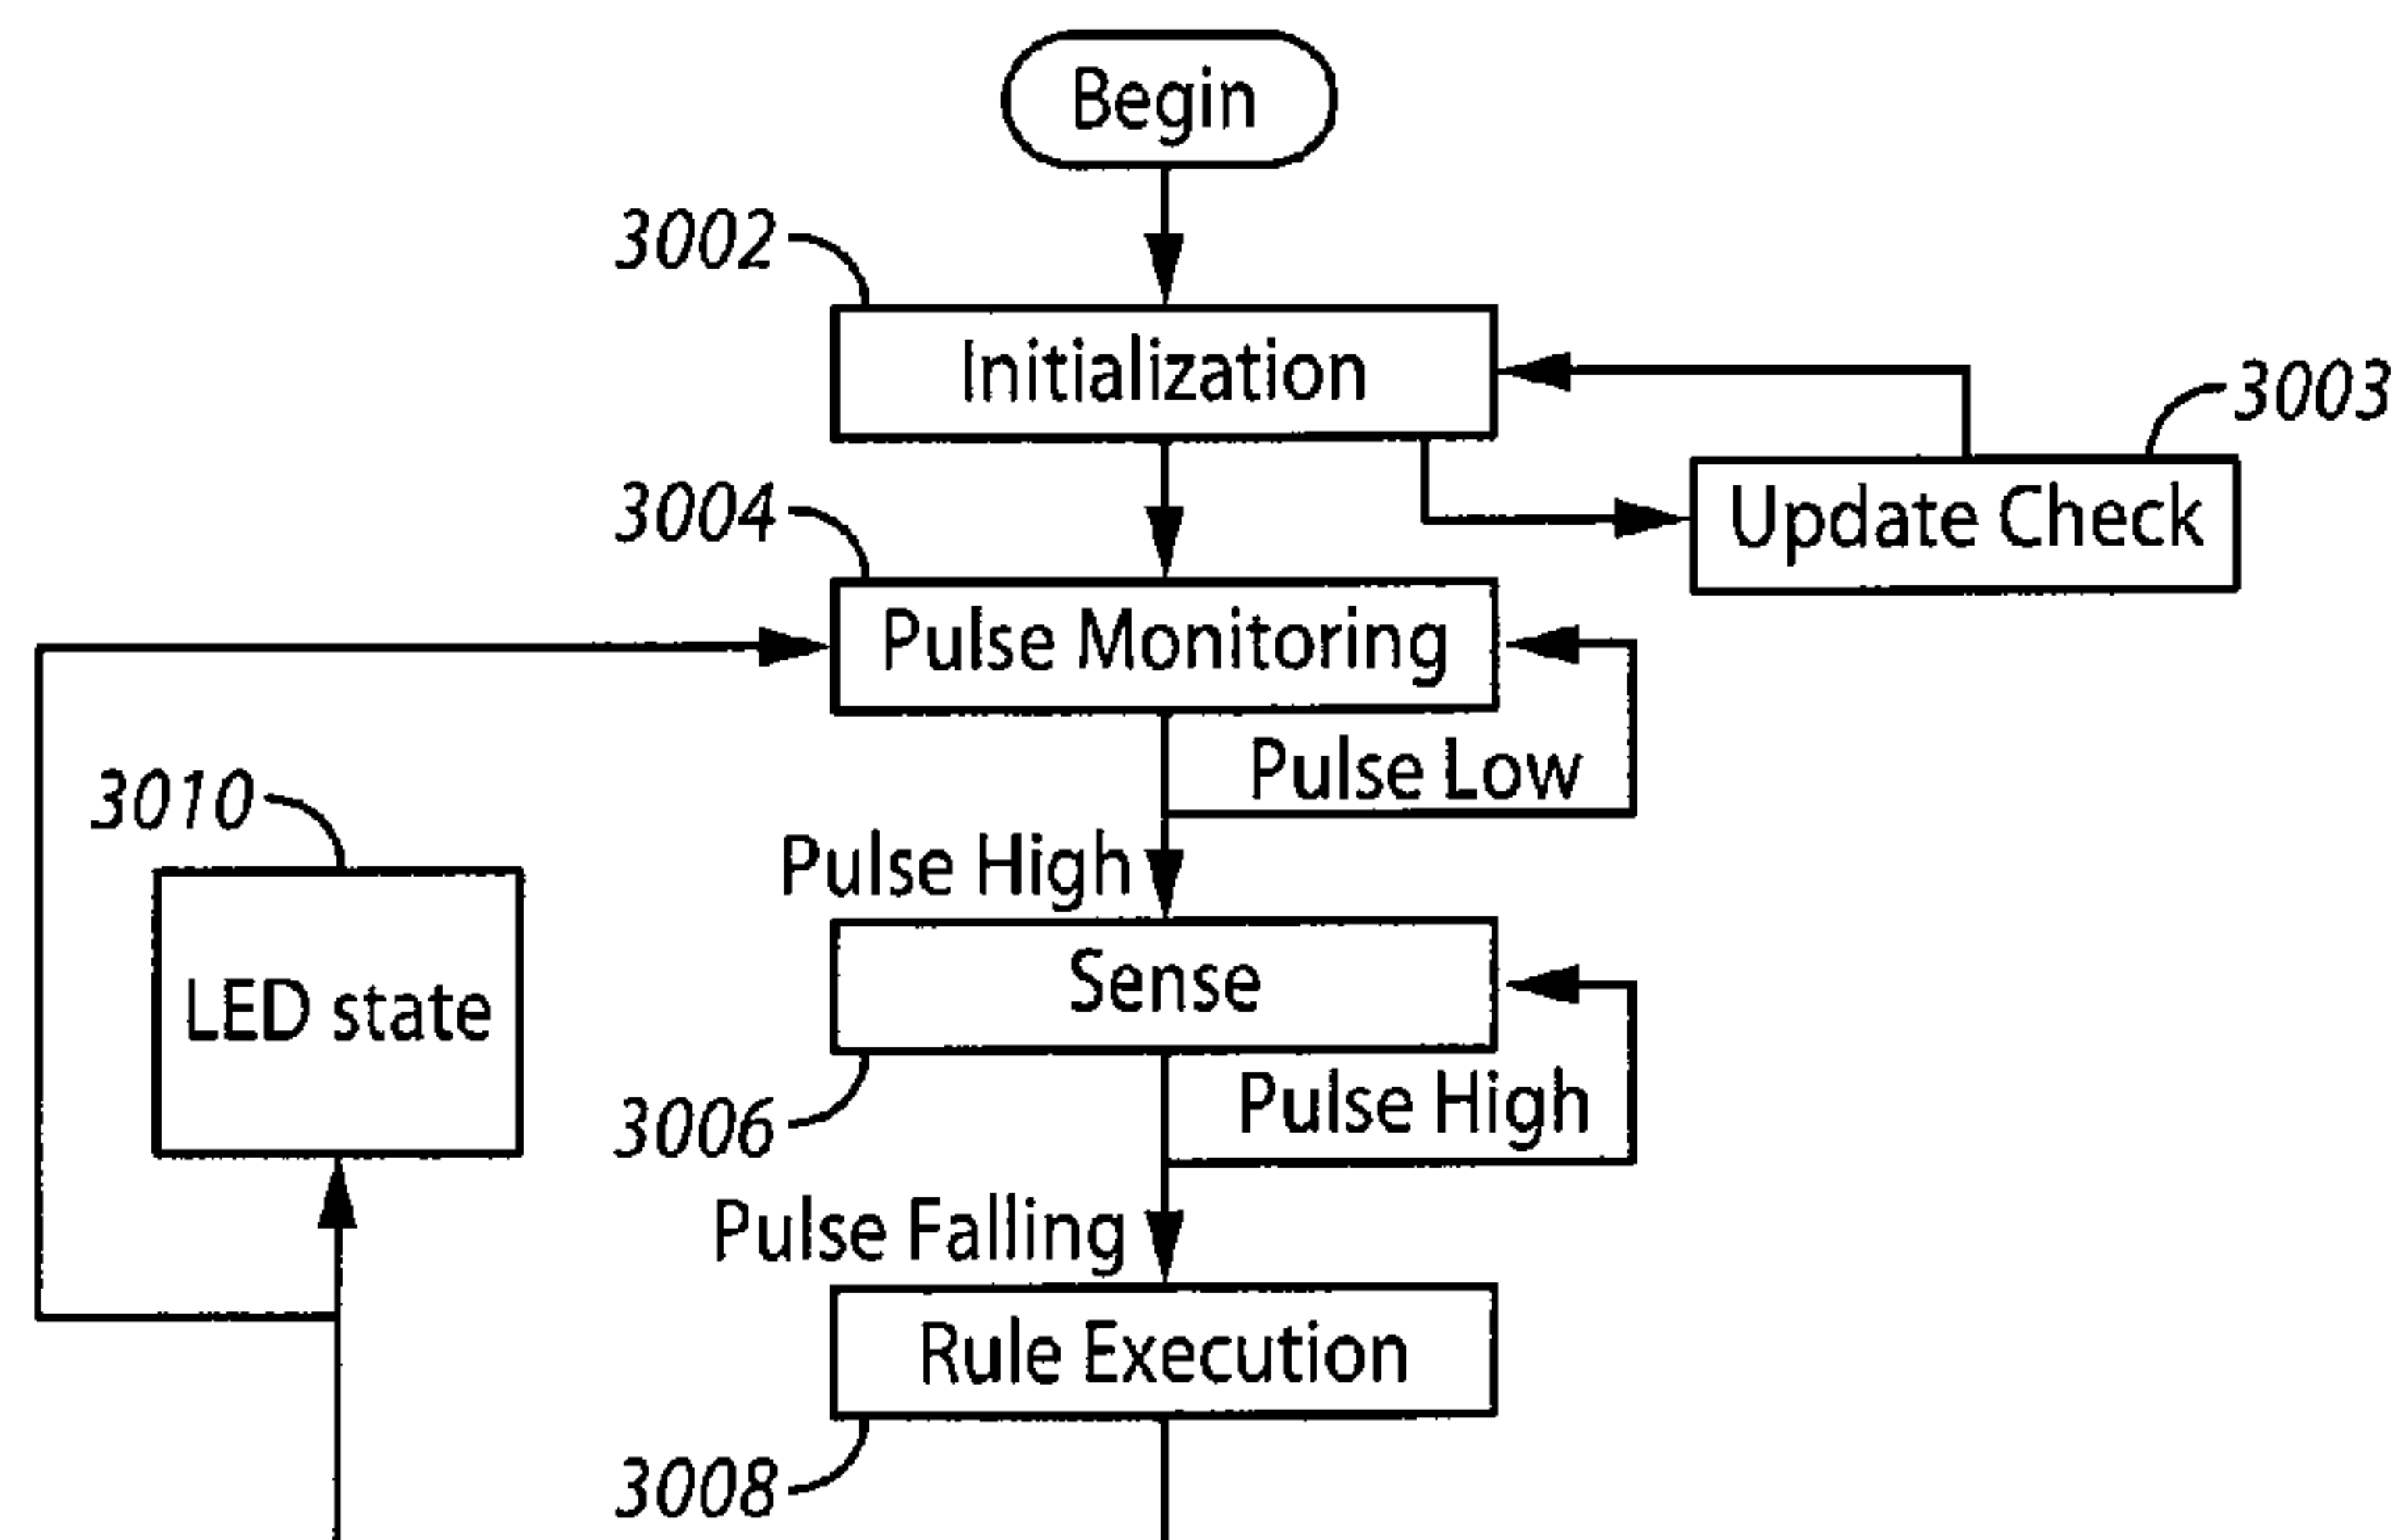 Begin
3002
Initialization
3003
3004
Update Check
Pulse Monitoring
Pulse Low
3010
Pulse High
LED state
Sense
3006
Pulse High
Pulse Falling
Rule Execution
3008